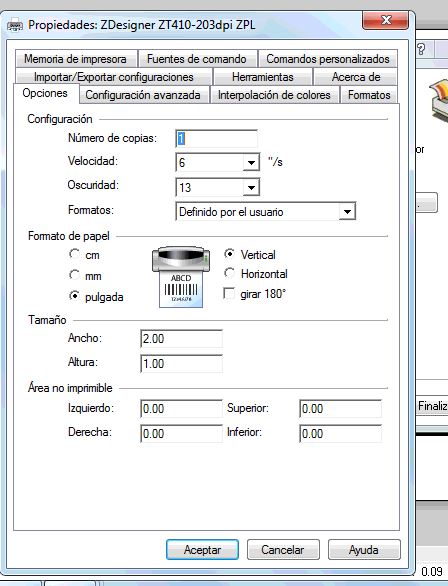 Propiedades: ZDesigner ZT410-203dpi ZPL
Memoria de impresora Fuentes de comando Comandos personalizados
Importar/Exportar configuraciones Herramientas Acerca de
Opciones Configuración avanzada Interpolación de colores Formatos
Configuración
Número de copias: 1
Velocidad: 6 "/s
Oscuridad: 13
Formatos: Definido por el usuario
Formato de papel
cm
mm
pulgada
ABCD
Vertical
Horizontal
girar 180°
Tamaño
Ancho: 2.00
Altura: 1.00
Área no imprimible
Izquierdo: 0.00 Superior: 0.00
Derecha: 0.00 Inferior: 0.00
Aceptar Cancelar Ayuda
or
Finaliz
0.09